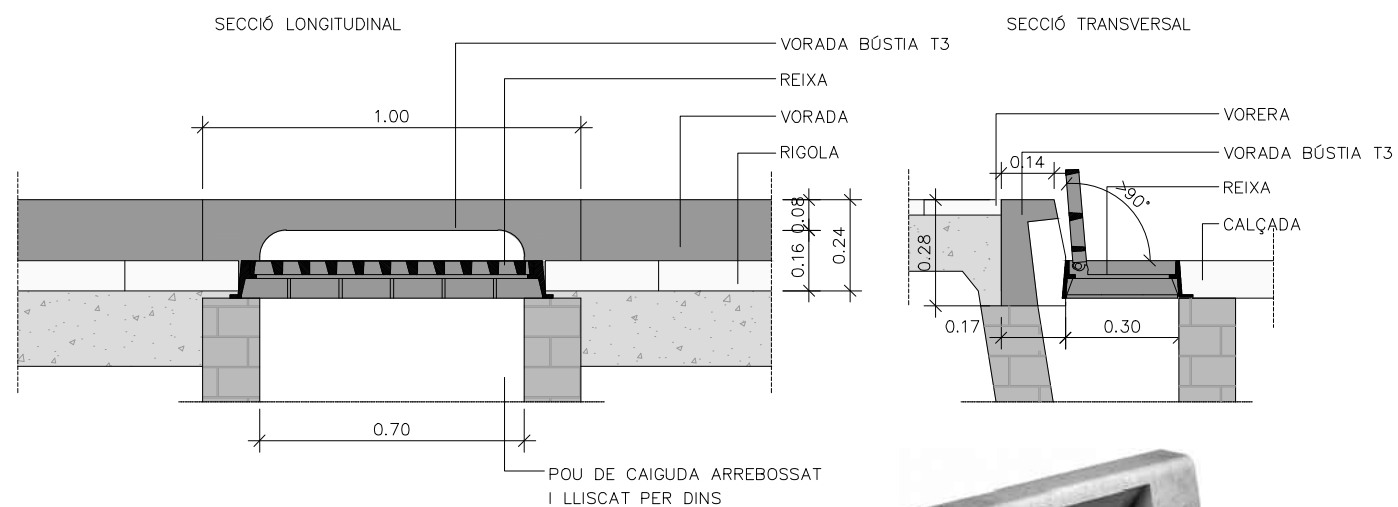 SECCIÓ LONGITUDINAL
VORADA BÚSTIA T3
REIXA
VORADA
RIGOLA
1.00
0.08
0.16
0.24
0.70
POU DE CAIGUDA ARREBOSSAT
I LLISCAT PER DINS
SECCIÓ TRANSVERSAL
VORERA
VORADA BÚSTIA T3
REIXA
CALÇADA
0.14
>90°
0.28
0.17
0.30